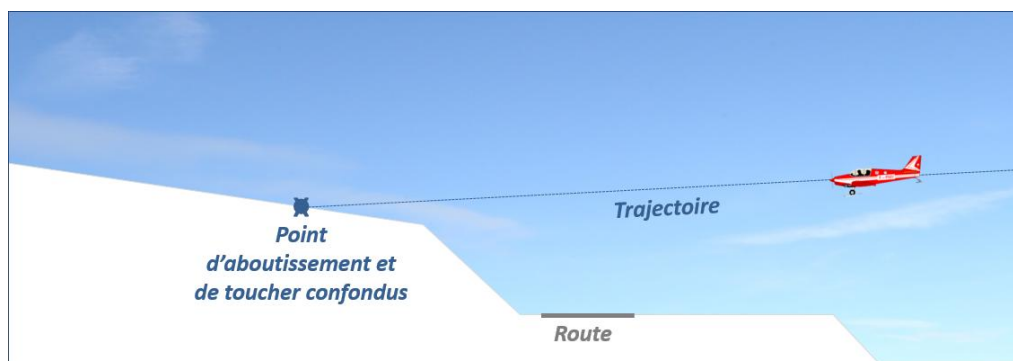 Trajectoire
Point
d'aboutissement et
de toucher confondus
Route